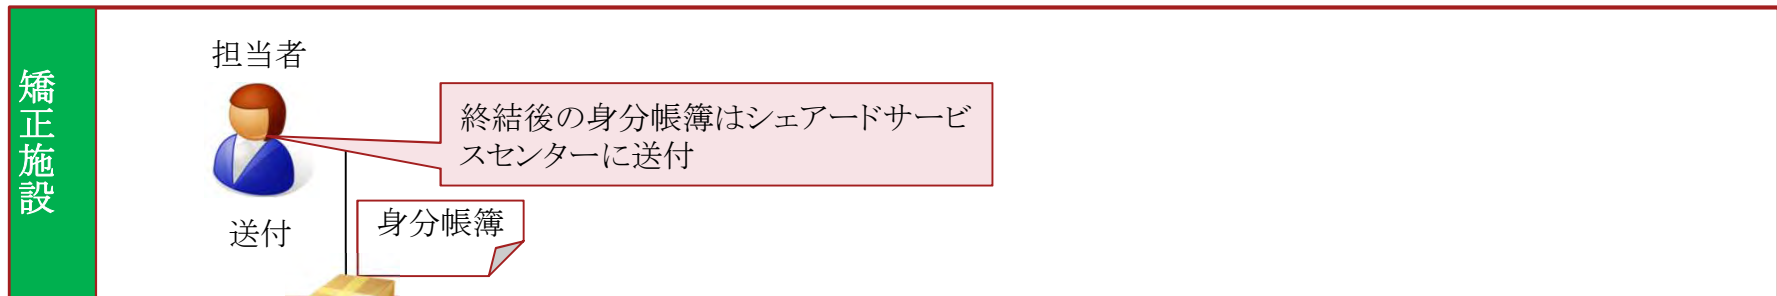 矯正施設
担当者
終結後の身分帳簿はシェアードサービ
スセンターに送付
身分帳簿
送付